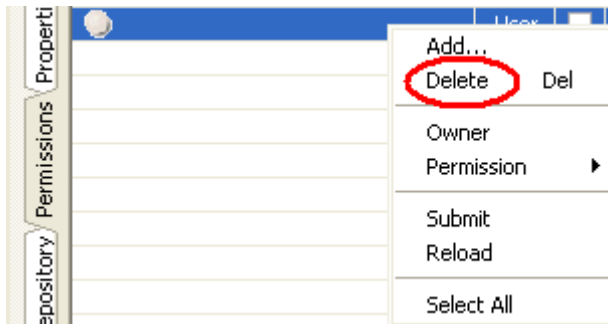 Properti
Permissions
epository
User
Add...
Delete Del
Owner
Permission
Submit
Reload
Select All